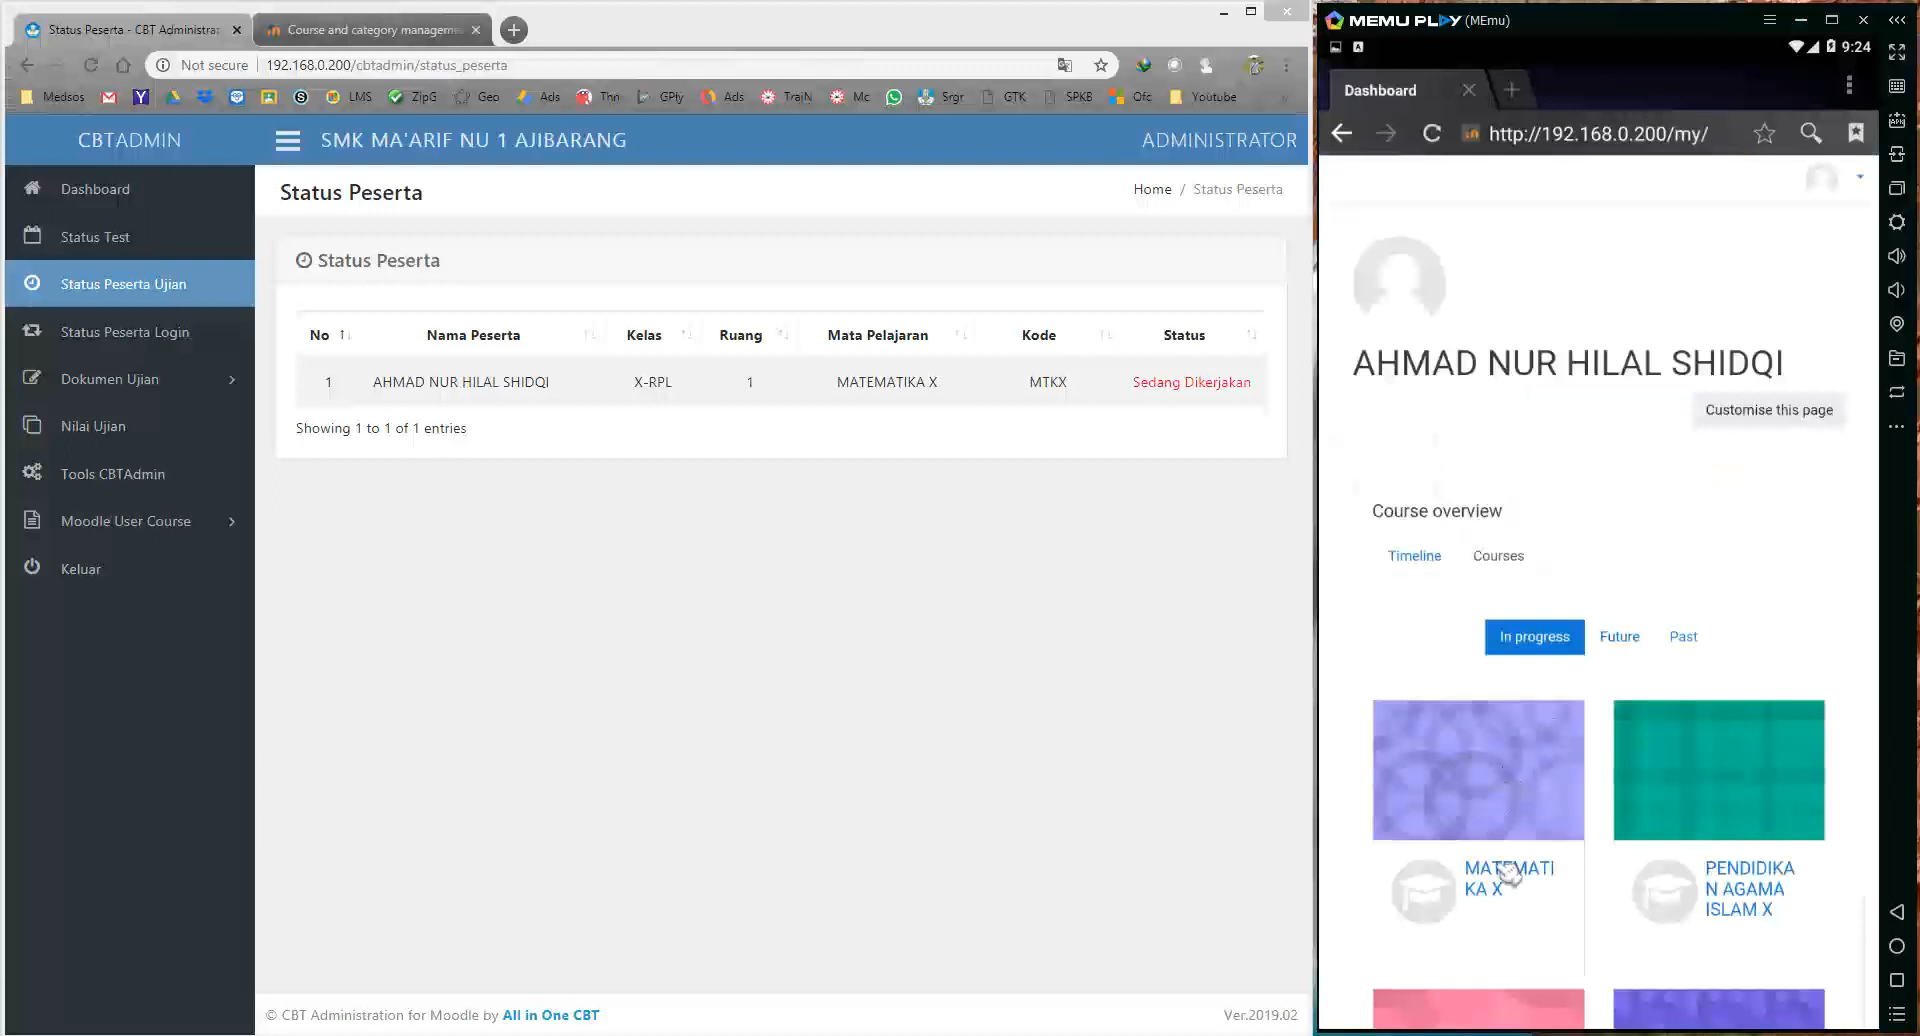 Status Peserta - CBT Administra
Course and category manageme
Not secure
192.168.0.200/cbtadmin/status_peserta
Medsos
LMS
ZipG
Geo
Ads
Thn
GPly
Ads
TrajN
Mc
Srgr
GTK
SPKB
Ofc
Youtube
CBTADMIN
SMK MA'ARIF NU 1 AJIBARANG
ADMINISTRATOR
Dashboard
Status Test
Status Peserta Ujian
Status Peserta Login
Dokumen Ujian
Nilai Ujian
Tools CBTAdmin
Moodle User Course
Keluar
Status Peserta
Home / Status Peserta
Status Peserta
No Nama Peserta Kelas Ruang Mata Pelajaran Kode Status
1 AHMAD NUR HILAL SHIDQI X-RPL 1 MATEMATIKA X MTKX Sedang Dikerjakan
Showing 1 to 1 of 1 entries
© CBT Administration for Moodle by All in One CBT
Ver.2019.02
MEMU PLAY (MEmu)
9:24
Dashboard
http://192.168.0.200/my/
AHMAD NUR HILAL SHIDQI
Customise this page
Course overview
Timeline Courses
In progress Future Past
MATEMATI
KA X
PENDIDIKA
N AGAMA
ISLAM X